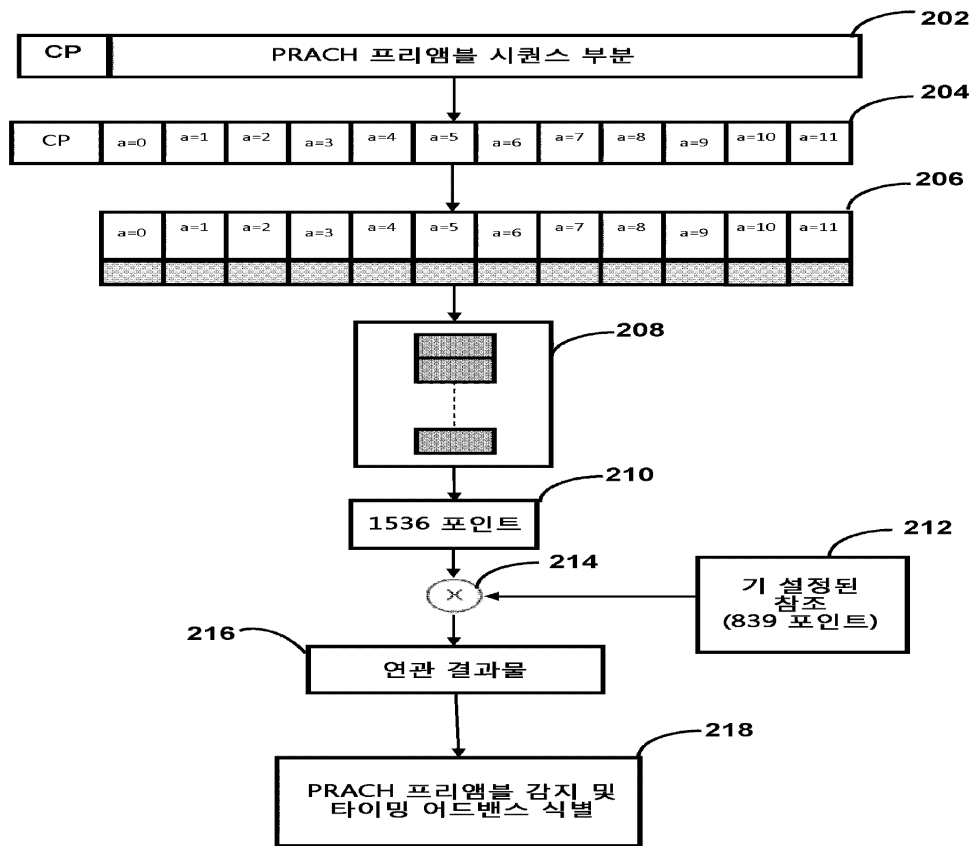 202
CP PRACH 프리앰블 시퀀스 부분
204
CP a=0 a=1 a=2 a=3 a=4 a=5 a=6 a=7 a=8 a=9 a=10 a=11
206
a=0 a=1 a=2 a=3 a=4 a=5 a=6 a=7 a=8 a=9 a=10 a=11
208
210
1536 포인트
212
214
기 설정된
참조
(839 포인트)
X
216
연관 결과물
218
PRACH 프리앰블 감지 및
타이밍 어드밴스 식별